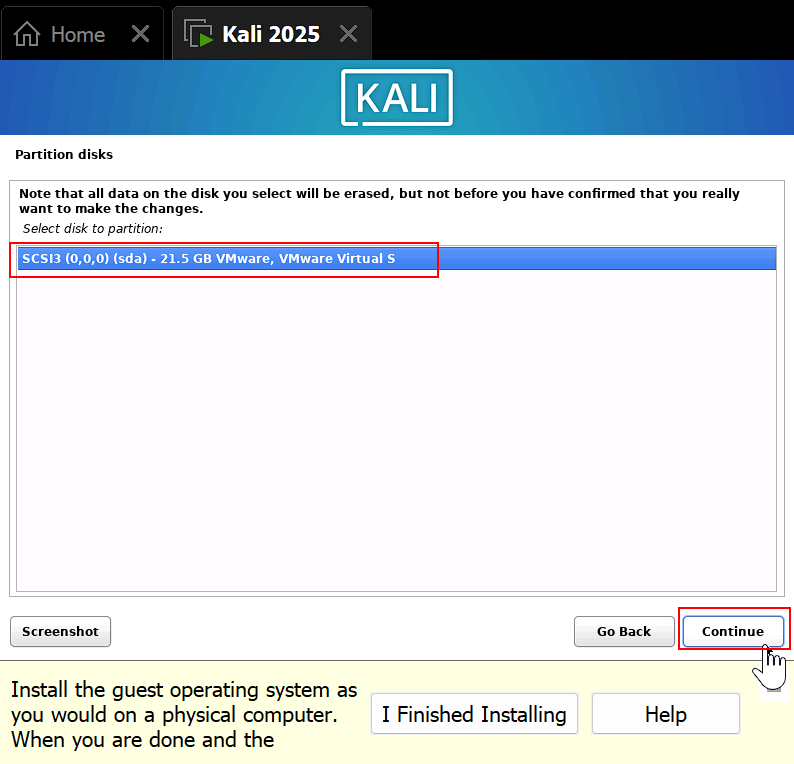 Home
Kali 2025
KALI
Partition disks
Note that all data on the disk you select will be erased, but not before you have confirmed that you really
want to make the changes.
Select disk to partition:
SCSI3 (0,0,0) (sda) - 21.5 GB VMware, VMware Virtual S
Screenshot
Go Back
Continue
Install the guest operating system as
you would on a physical computer.
When you are done and the
I Finished Installing
Help